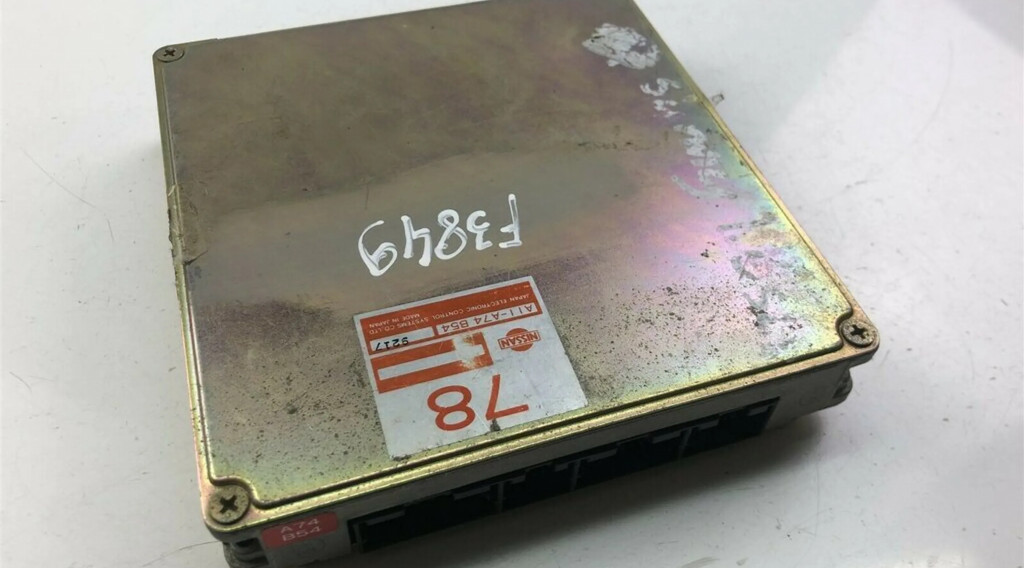 F3849
78
NISSAN
9217
A11-A74 B54
JAPAN ELECTRONIC CONTROL SYSTEMS CO.,LTD
MADE IN JAPAN
A74
B54